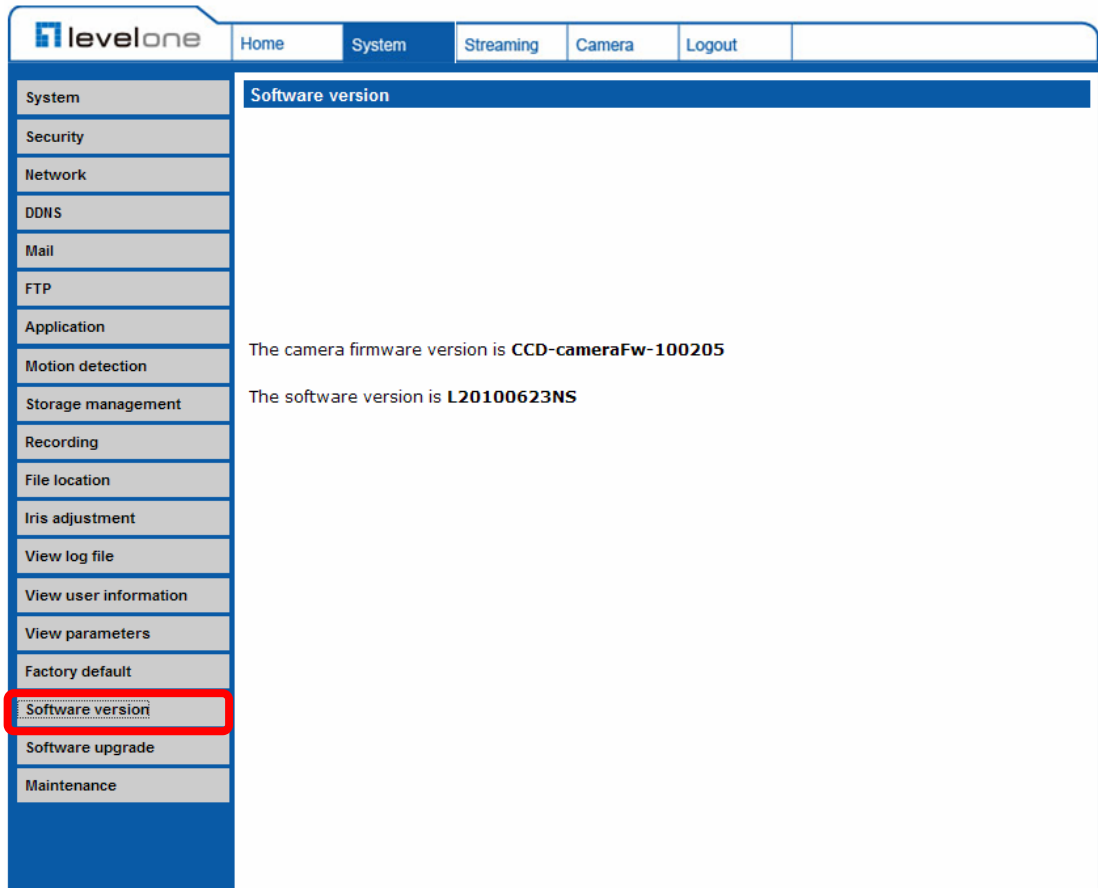 levelone
Home System Streaming Camera Logout
System
Security
Network
DDNS
Mail
FTP
Application
Motion detection
Storage management
Recording
File location
Iris adjustment
View log file
View user information
View parameters
Factory default
Software version
Software upgrade
Maintenance
Software version
The camera firmware version is CCD-cameraFw-100205
The software version is L20100623NS